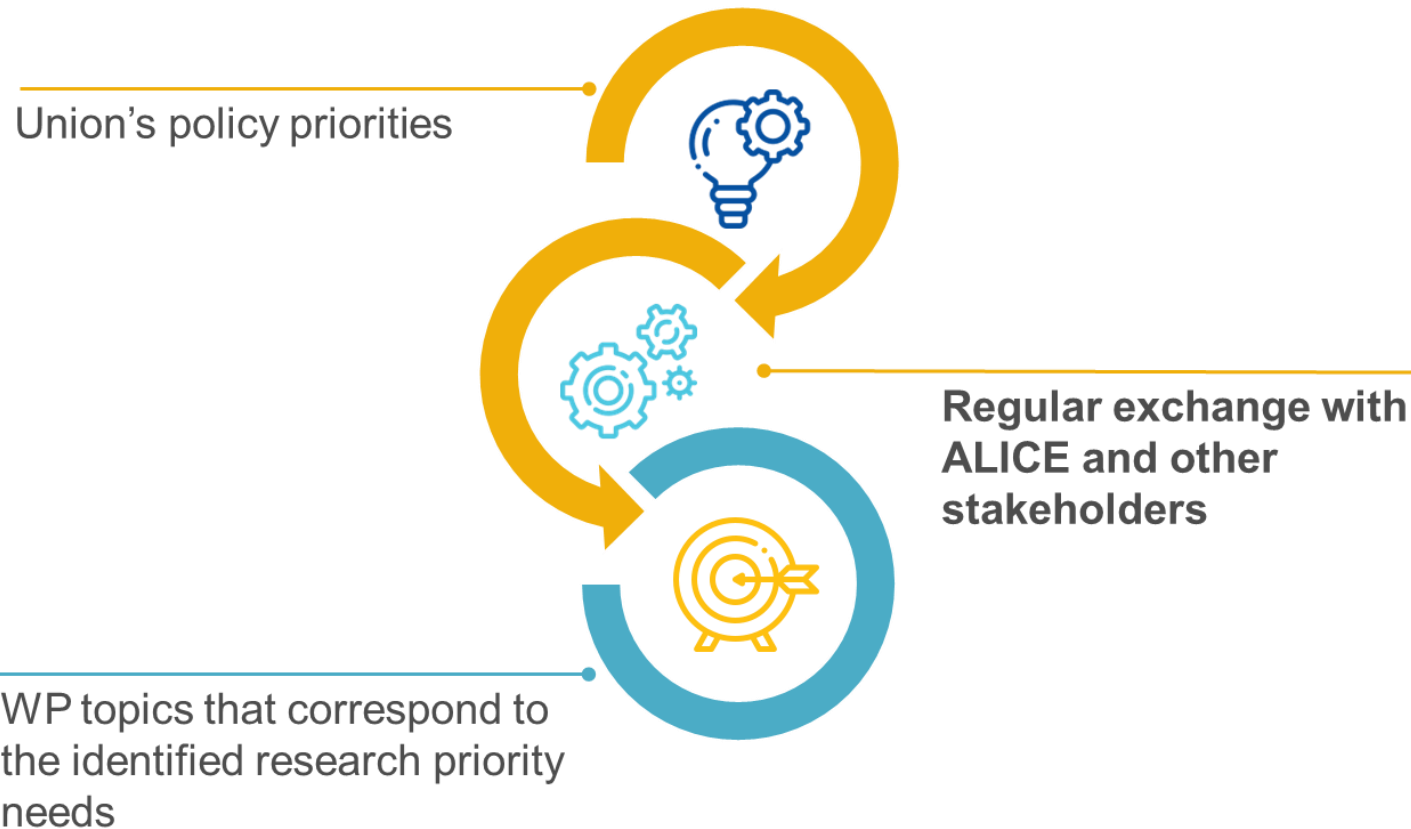 Union’s policy priorities
Regular exchange with
ALICE and other
stakeholders
WP topics that correspond to
the identified research priority
needs